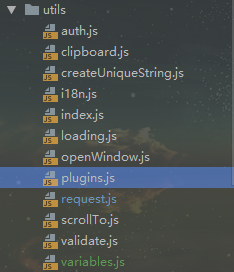 utils
auth.js
clipboard.js
createUniqueString.js
i18n.js
index.js
loading.js
openWindow.js
plugins.js
request.js
scrollTo.js
validate.js
variables.js